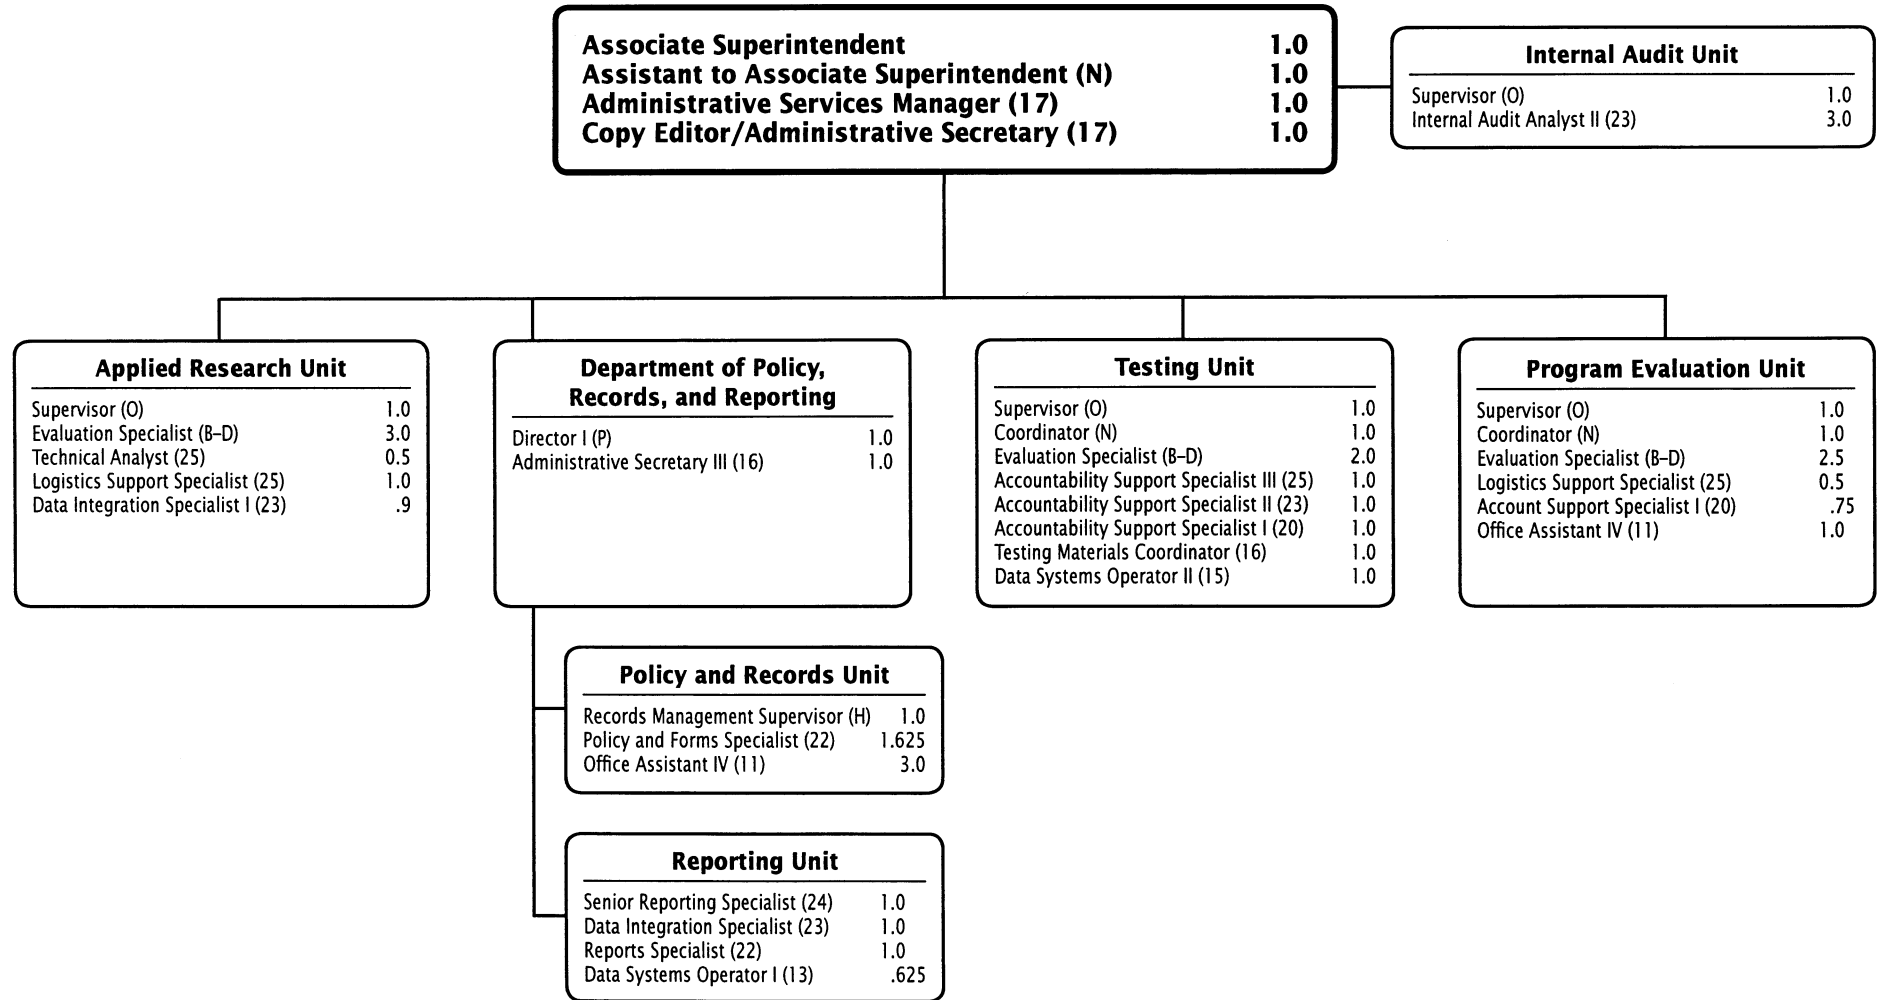 Associate Superintendent 1.0
Assistant to Associate Superintendent (N) 1.0
Administrative Services Manager (17) 1.0
Copy Editor/Administrative Secretary (17) 1.0
Internal Audit Unit
Supervisor (O) 1.0
Internal Audit Analyst II (23) 3.0
Applied Research Unit
Supervisor (O) 1.0
Evaluation Specialist (B–D) 3.0
Technical Analyst (25) 0.5
Logistics Support Specialist (25) 1.0
Data Integration Specialist I (23) .9
Department of Policy,
Records, and Reporting
Director I (P) 1.0
Administrative Secretary III (16) 1.0
Testing Unit
Supervisor (O) 1.0
Coordinator (N) 1.0
Evaluation Specialist (B–D) 2.0
Accountability Support Specialist III (25) 1.0
Accountability Support Specialist II (23) 1.0
Accountability Support Specialist I (20) 1.0
Testing Materials Coordinator (16) 1.0
Data Systems Operator II (15) 1.0
Program Evaluation Unit
Supervisor (O) 1.0
Coordinator (N) 1.0
Evaluation Specialist (B–D) 2.5
Logistics Support Specialist (25) 0.5
Account Support Specialist I (20) .75
Office Assistant IV (11) 1.0
Policy and Records Unit
Records Management Supervisor (H) 1.0
Policy and Forms Specialist (22) 1.625
Office Assistant IV (11) 3.0
Reporting Unit
Senior Reporting Specialist (24) 1.0
Data Integration Specialist (23) 1.0
Reports Specialist (22) 1.0
Data Systems Operator I (13) .625